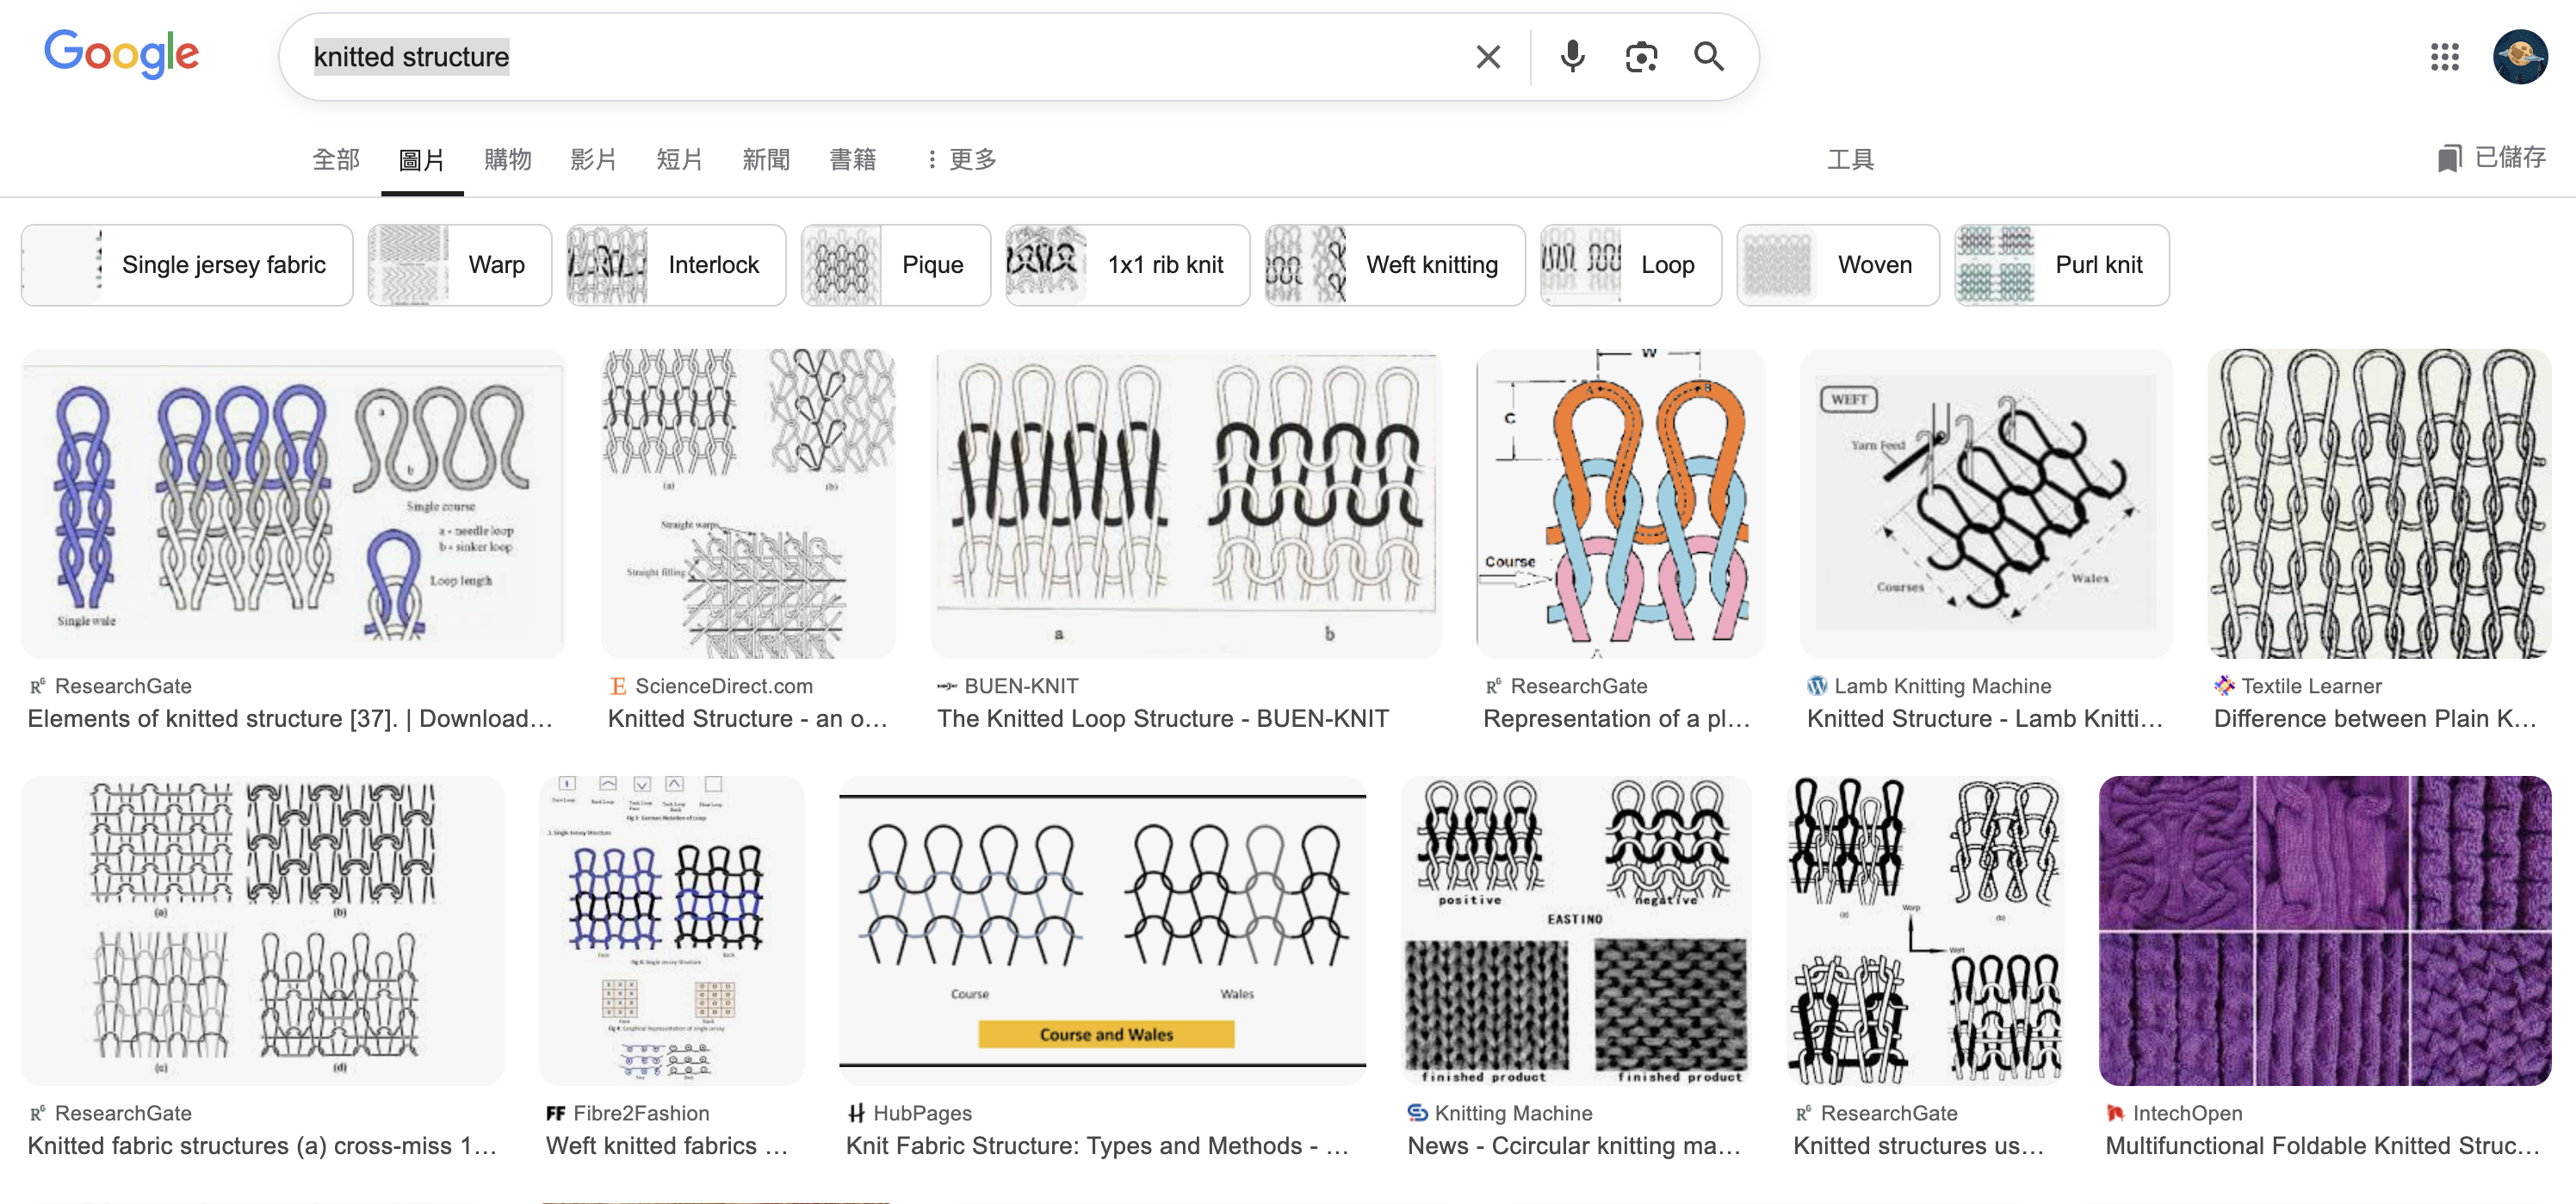 Google
knitted structure
全部 圖片 購物 影片 短片 新聞 書籍 更多 工具 已儲存
Single jersey fabric Warp Interlock Pique 1x1 rib knit Weft knitting Loop Woven Purl knit
a
b
Single course
a - needle loop
b - sinker loop
Loop length
Single wale
(a) (b)
Straight warps
Straight filling
a b
W
A B
C
Course
WEFT
Yarn Feed
Courses Wales
ResearchGate
Elements of knitted structure [37]. | Download...
ScienceDirect.com
Knitted Structure - an o...
BUEN-KNIT
The Knitted Loop Structure - BUEN-KNIT
ResearchGate
Representation of a pl...
Lamb Knitting Machine
Knitted Structure - Lamb Knitti...
Textile Learner
Difference between Plain K...
(a) (b)
(c) (d)
Course Wales
Course and Wales
positive negative
EASTINO
finished product finished product
(a) (b)
Warp
Weft
ResearchGate
Knitted fabric structures (a) cross-miss 1...
FF Fibre2Fashion
Weft knitted fabrics ...
HubPages
Knit Fabric Structure: Types and Methods - ...
Knitting Machine
News - Ccircular knitting ma...
ResearchGate
Knitted structures us...
IntechOpen
Multifunctional Foldable Knitted Struc...